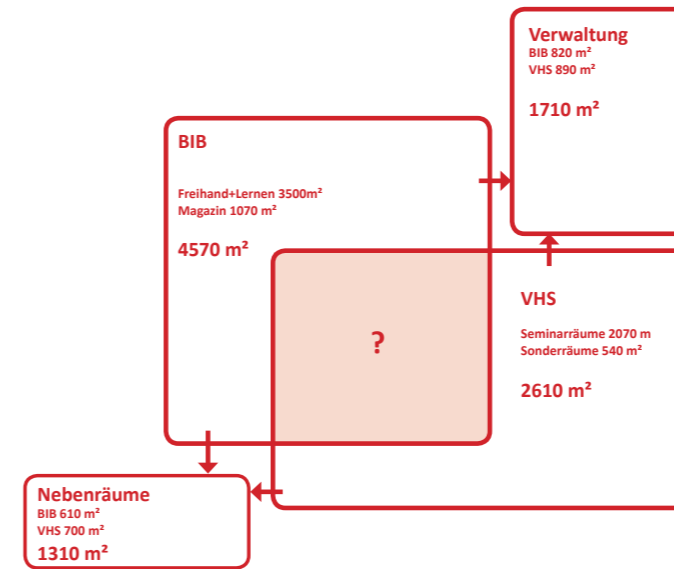 Verwaltung
BIB 820 m²
VHS 890 m²
1710 m²
BIB
Freihand+Lernen 3500m²
Magazin 1070 m²
4570 m²
?
VHS
Seminarräume 2070 m
Sonderräume 540 m²
2610 m²
Nebenräume
BIB 610 m²
VHS 700 m²
1310 m²